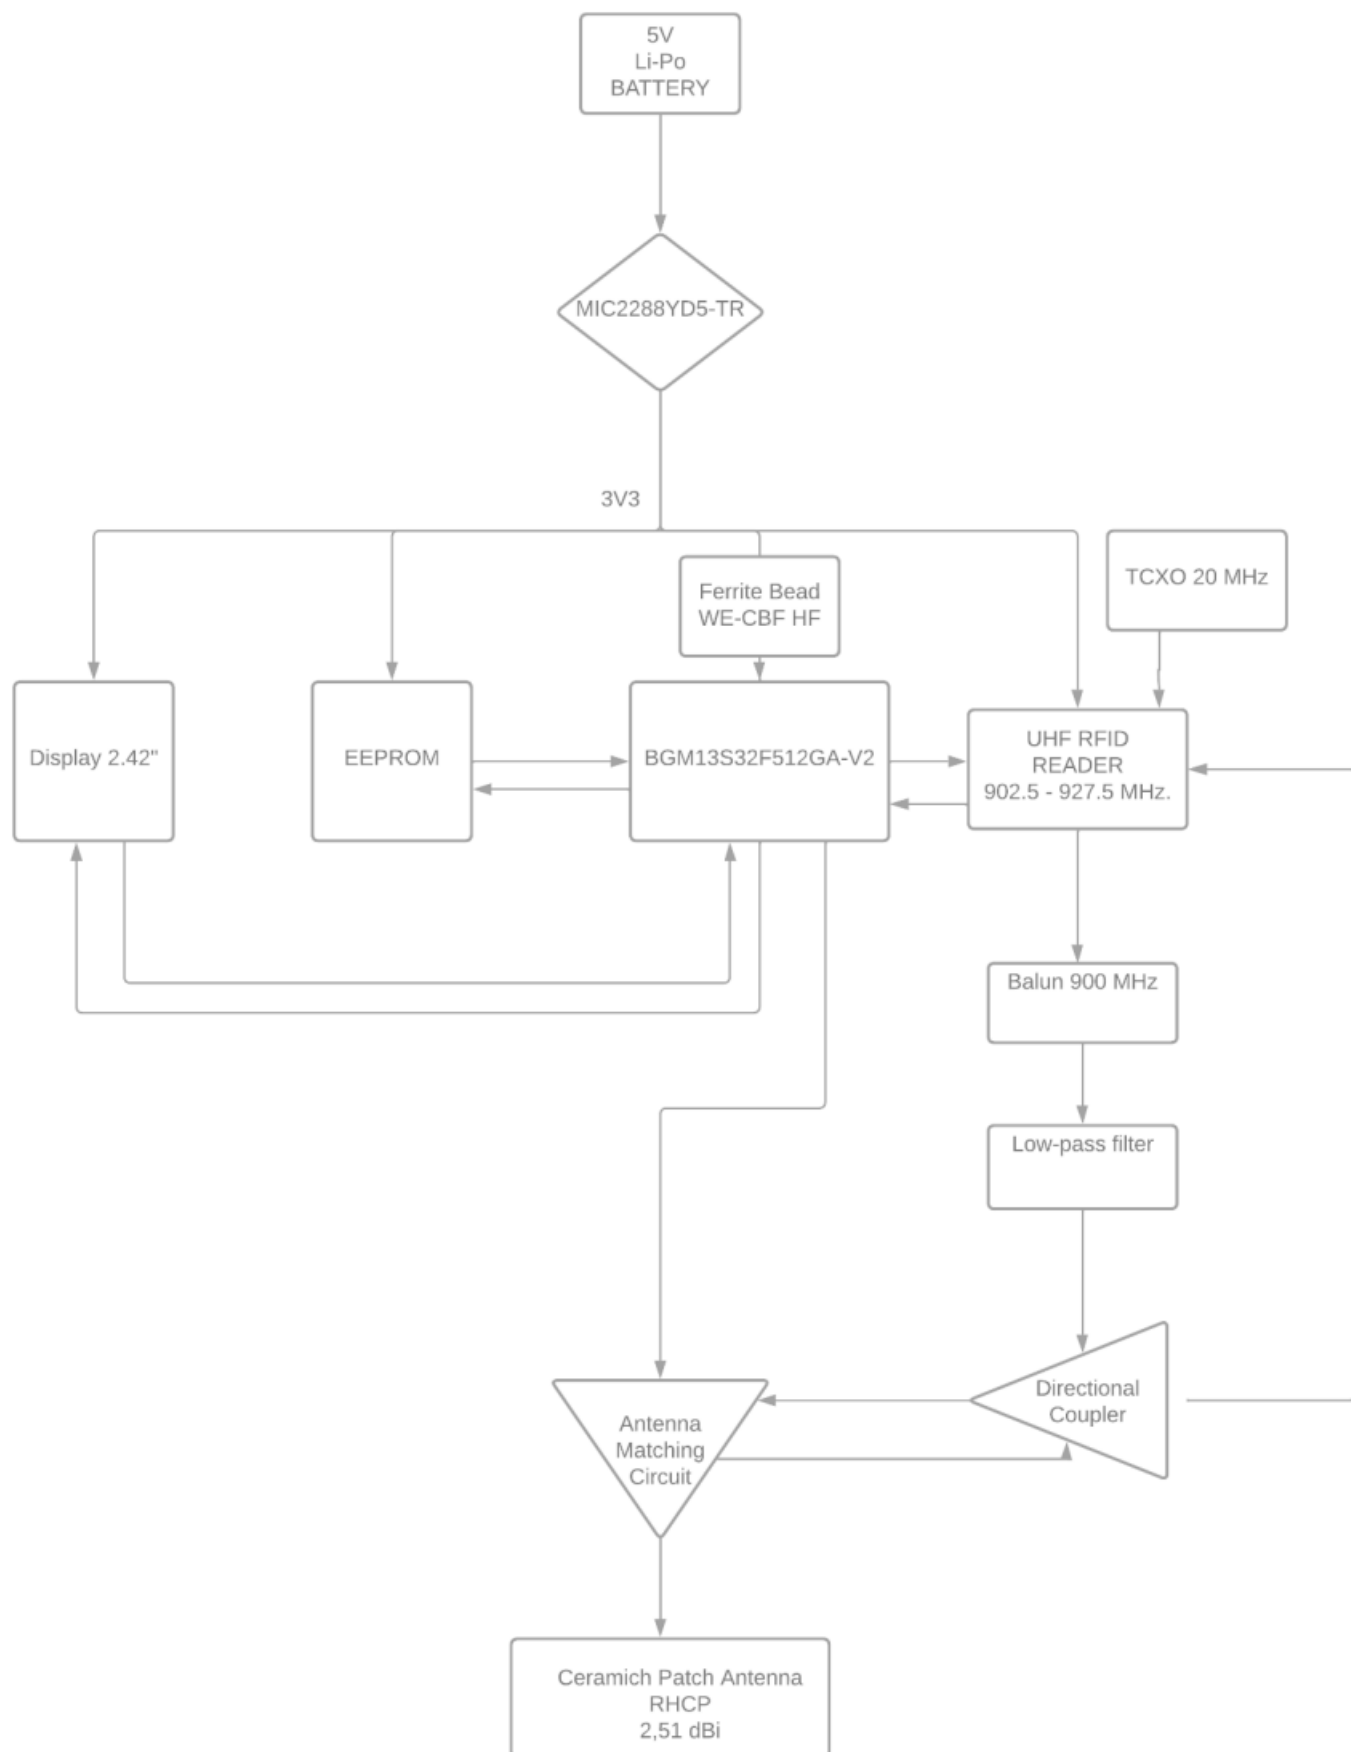 5V
Li-Po
BATTERY
MIC2288YD5-TR
3V3
Ferrite Bead
WE-CBF HF
TCXO 20 MHz
Display 2.42"
EEPROM
BGM13S32F512GA-V2
UHF RFID
READER
902.5 - 927.5 MHz.
Balun 900 MHz
Low-pass filter
Directional
Coupler
Antenna
Matching
Circuit
Ceramich Patch Antenna
RHCP
2,51 dBi